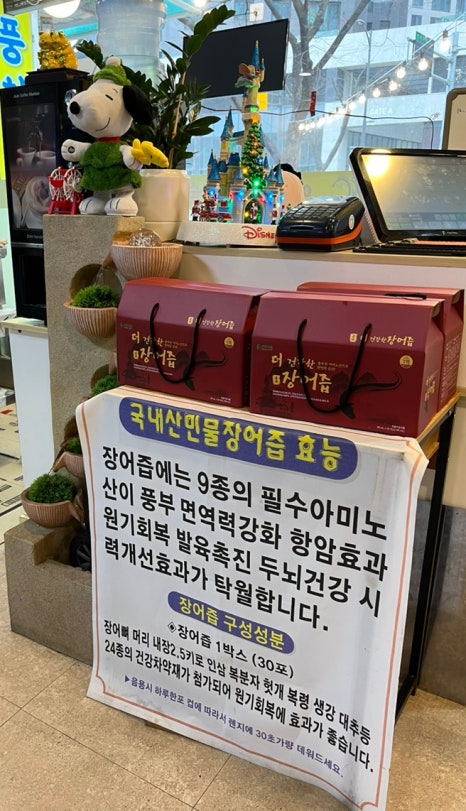 풍
DISNEY
더 건강한
장어즙
더 건강한
장어즙
국내산민물장어즙 효능
장어즙에는 9종의 필수아미노
산이 풍부 면역력강화 항암효과
원기회복 발육촉진 두뇌건강 시
력개선효과가 탁월합니다.
장어즙 구성성분
◈장어즙 1박스 (30포)
장어뼈 머리 내장2.5키로 인삼 복분자 헛개 복령 생강 대추등
24종의 건강차약재가 첨가되어 원기회복에 효과가 좋습니다.
▶음용시 하루한포 컵에 따라서 렌지에 30초가량 데워드세요.